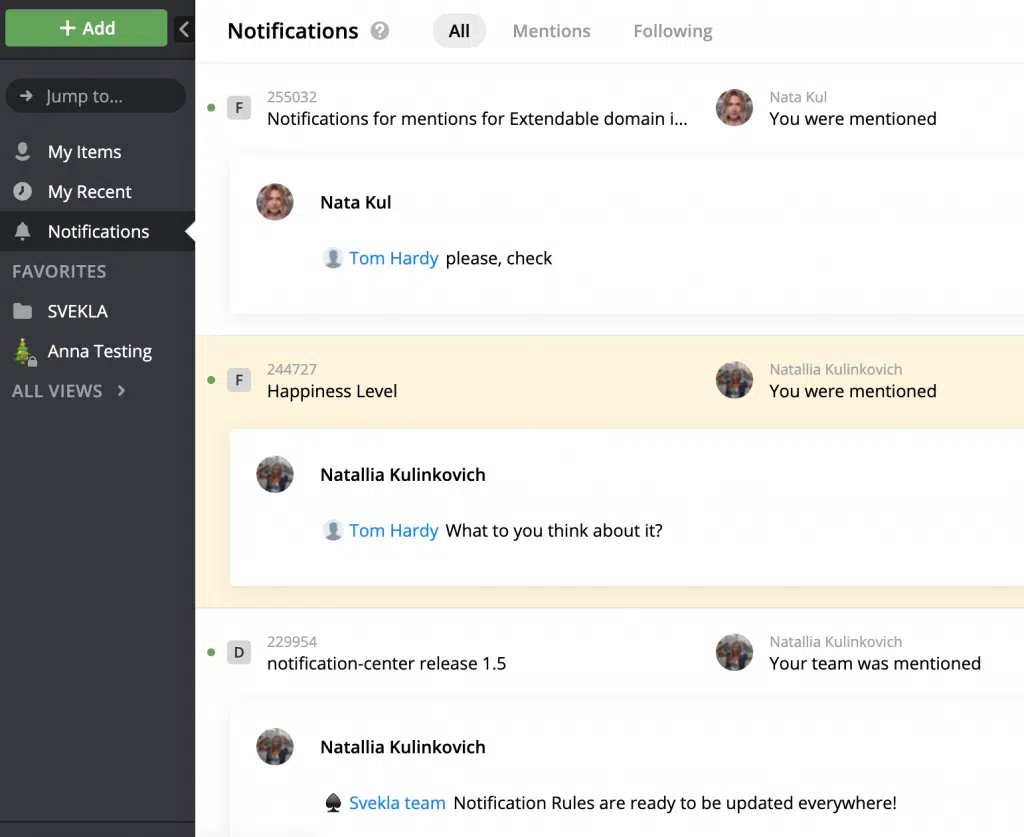 + Add
Jump to...
My Items
My Recent
Notifications
FAVORITES
SVEKLA
Anna Testing
ALL VIEWS
Notifications ? All Mentions Following
F 255032 Nata Kul
Notifications for mentions for Extendable domain i... You were mentioned
Nata Kul
Tom Hardy please, check
F 244727 Natallia Kulinkovich
Happiness Level You were mentioned
Natallia Kulinkovich
Tom Hardy What to you think about it?
D 229954 Natallia Kulinkovich
notification-center release 1.5 Your team was mentioned
Natallia Kulinkovich
Svekla team Notification Rules are ready to be updated everywhere!